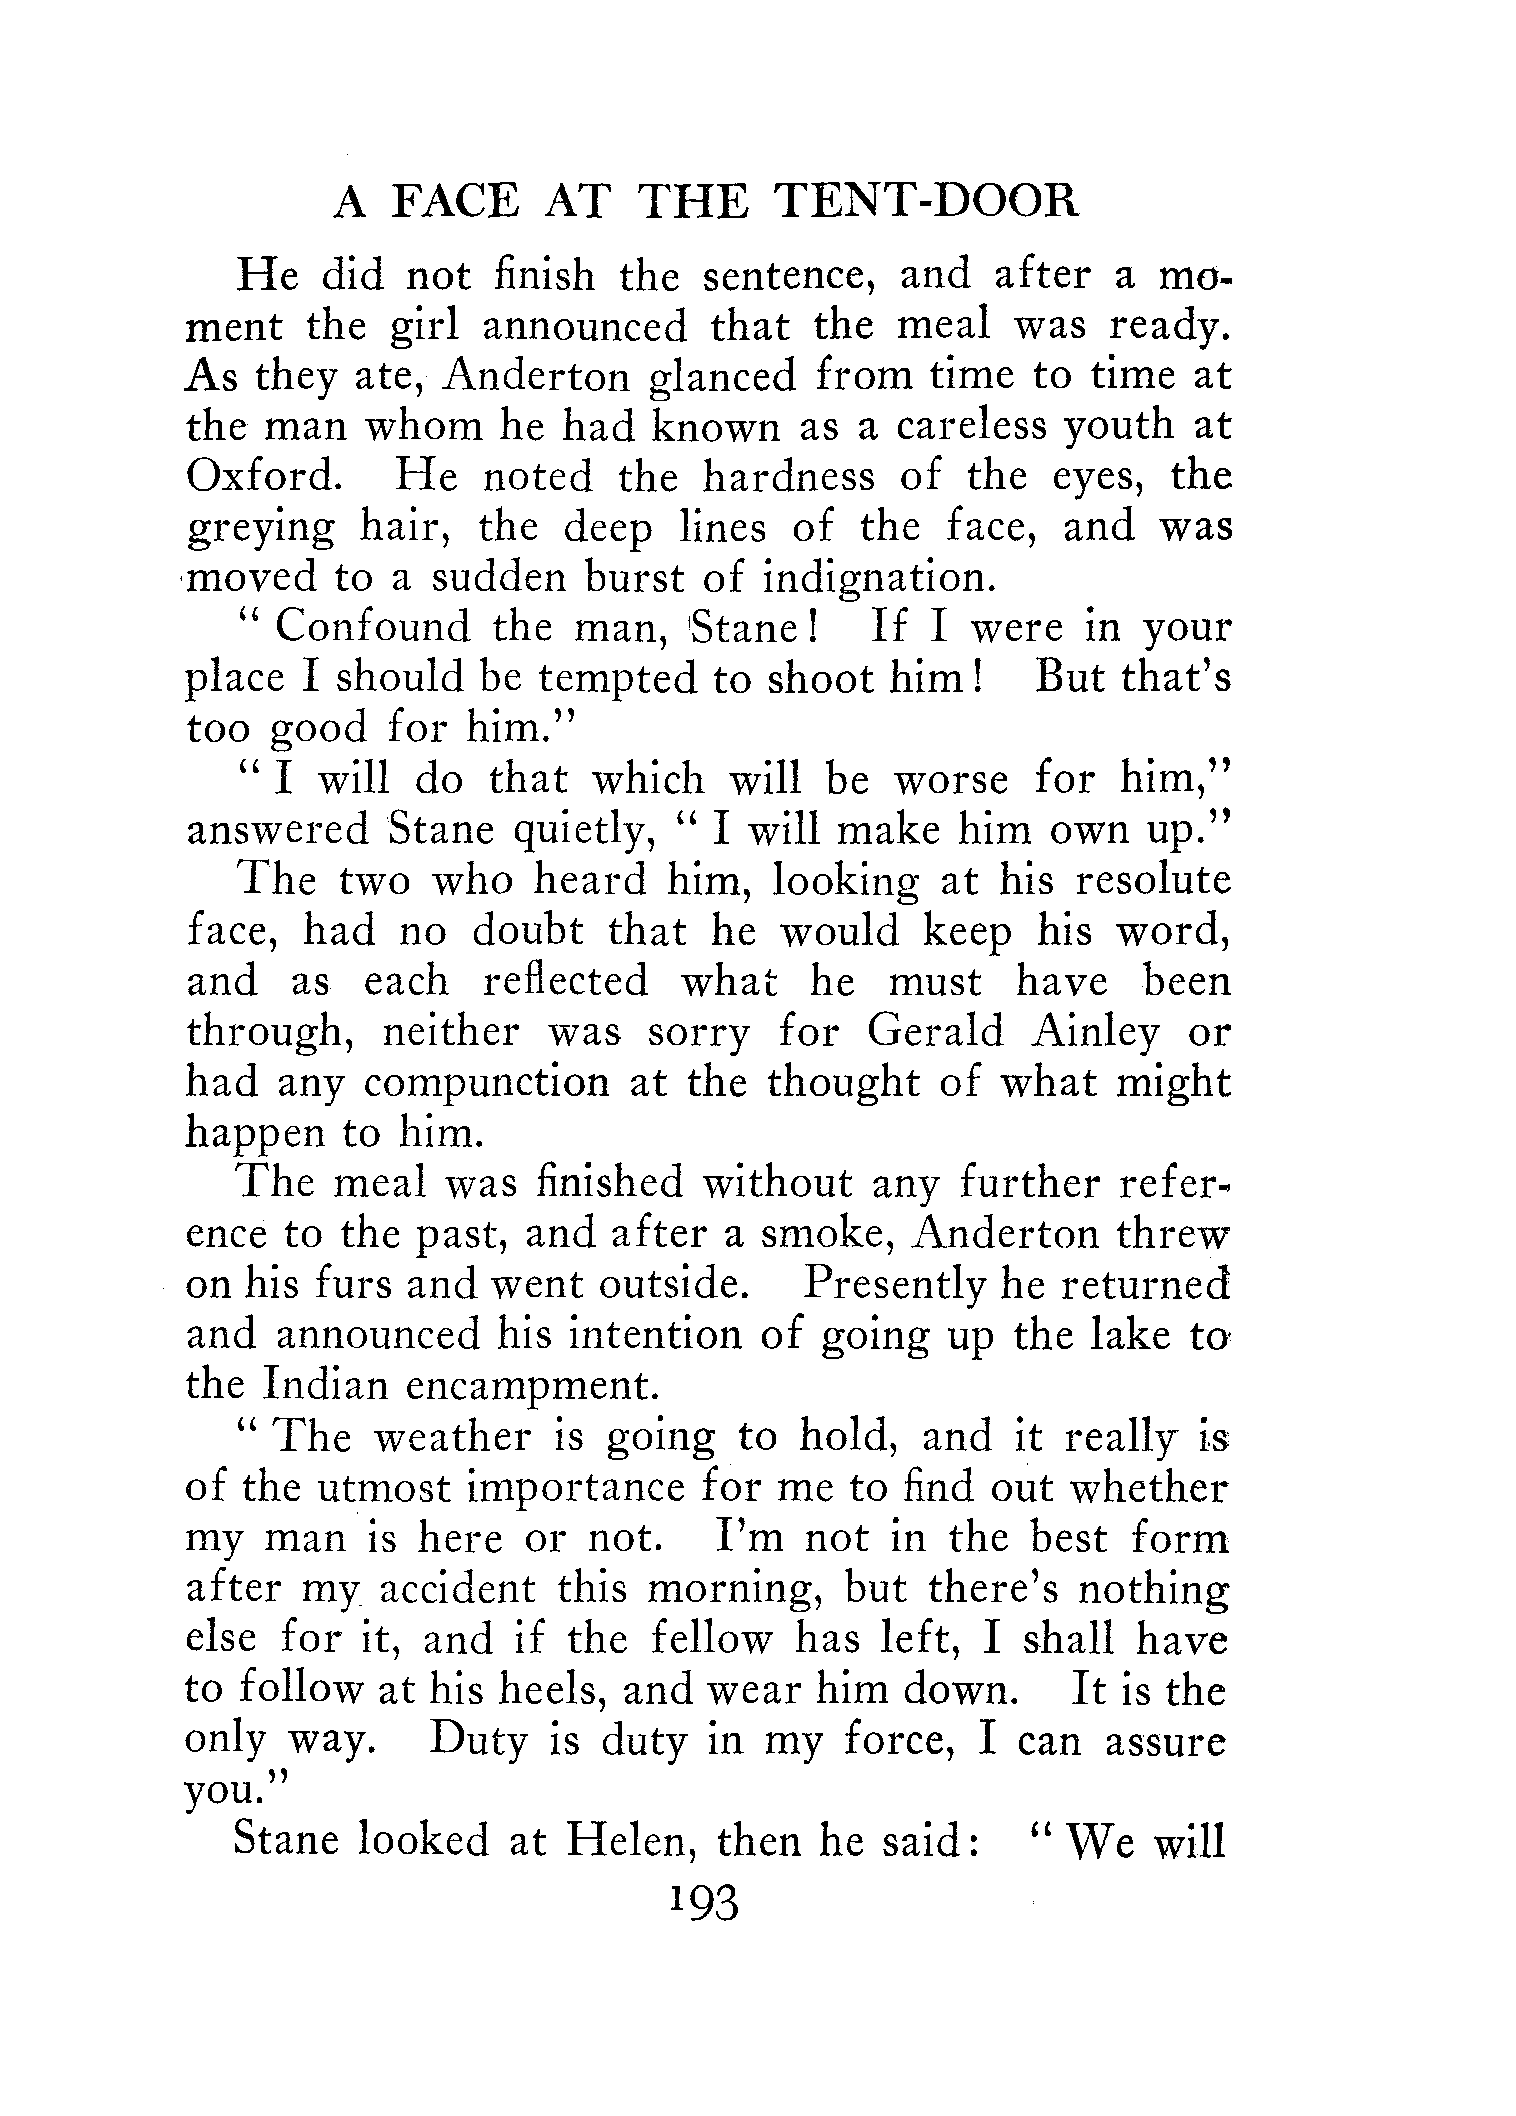 A FACE AT THE TENT-DOOR
He did not finish the sentence, and after a mo-
ment the girl announced that the meal was ready.
As they ate, Anderton glanced from time to time at
the man whom he had known as a careless youth at
Oxford. He noted the hardness of the eyes, the
greying hair, the deep lines of the face, and was
moved to a sudden burst of indignation.
" Confound the man, Stane! If I were in your
place I should be tempted to shoot him! But that's
too good for him."
" I will do that which will be worse for him,"
answered Stane quietly, " I will make him own up."
The two who heard him, looking at his resolute
face, had no doubt that he would keep his word,
and as each reflected what he must have been
through, neither was sorry for Gerald Ainley or
had any compunction at the thought of what might
happen to him.
The meal was finished without any further refer-
ence to the past, and after a smoke, Anderton threw
on his furs and went outside. Presently he returned
and announced his intention of going up the lake to
the Indian encampment.
" The weather is going to hold, and it really is
of the utmost importance for me to find out whether
my man is here or not. I'm not in the best form
after my accident this morning, but there's nothing
else for it, and if the fellow has left, I shall have
to follow at his heels, and wear him down. It is the
only way. Duty is duty in my force, I can assure
you."
Stane looked at Helen, then he said: " We will
193